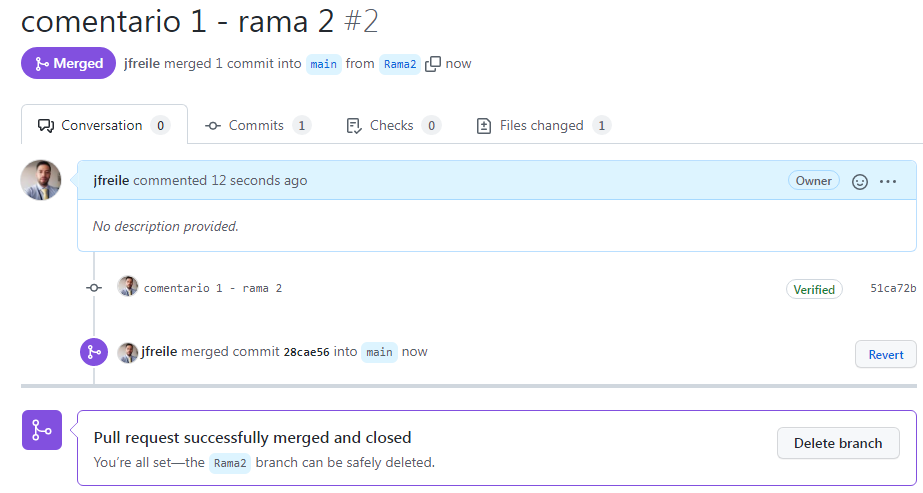 comentario 1 - rama 2 #2
Merged jfreile merged 1 commit into main from Rama2 now
Conversation 0 Commits 1 Checks 0 Files changed 1
jfreile commented 12 seconds ago Owner
No description provided.
comentario 1 - rama 2 Verified 51ca72b
jfreile merged commit 28cae56 into main now Revert
Pull request successfully merged and closed
You’re all set—the Rama2 branch can be safely deleted.
Delete branch